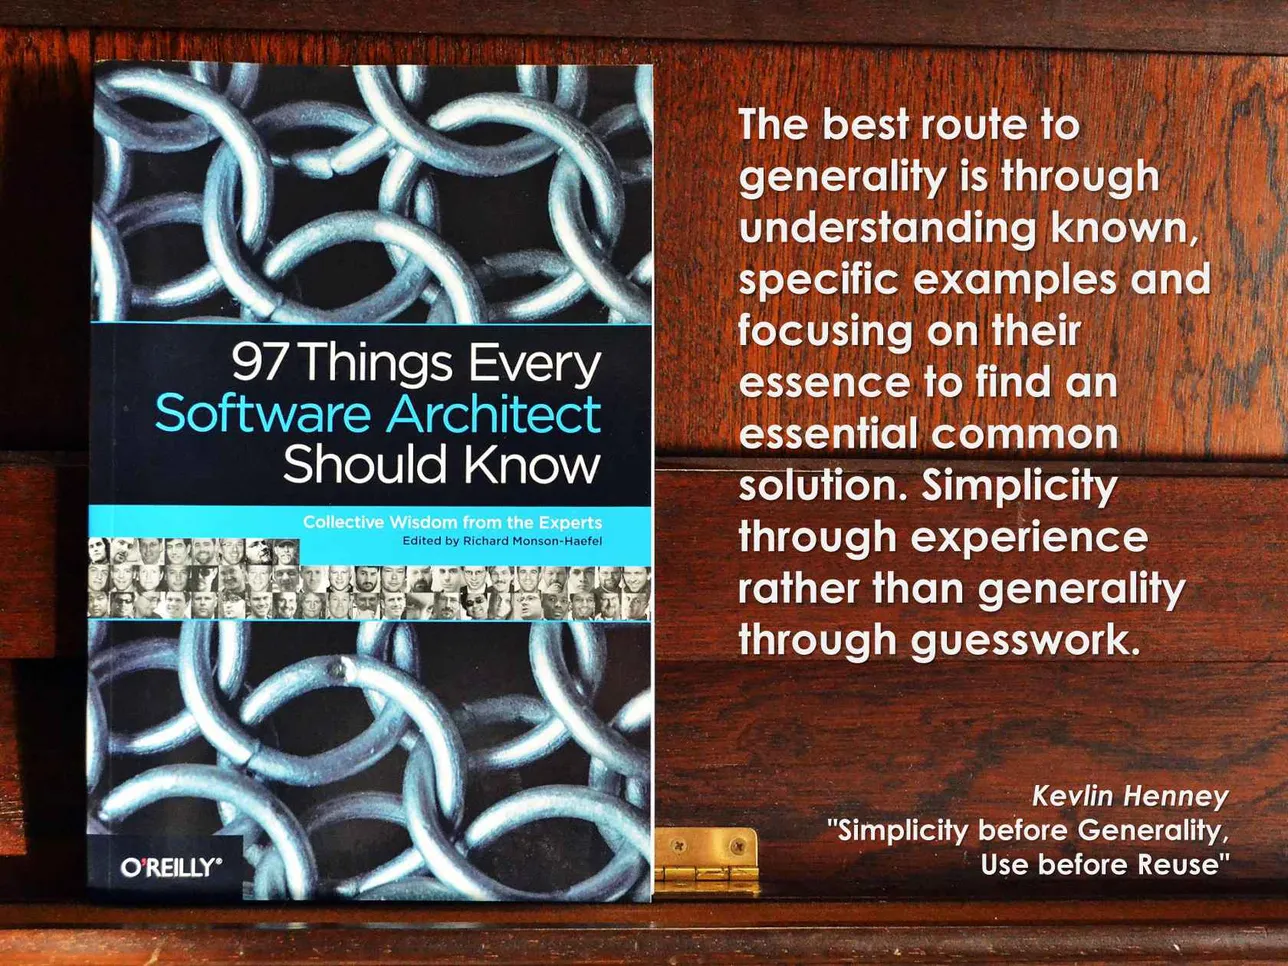 97 Things Every
Software Architect
Should Know
Collective Wisdom from the Experts
Edited by Richard Monson-Haefel
O'REILLY®
The best route to
generality is through
understanding known,
specific examples and
focusing on their
essence to find an
essential common
solution. Simplicity
through experience
rather than generality
through guesswork.
Kevlin Henney
"Simplicity before Generality,
Use before Reuse"